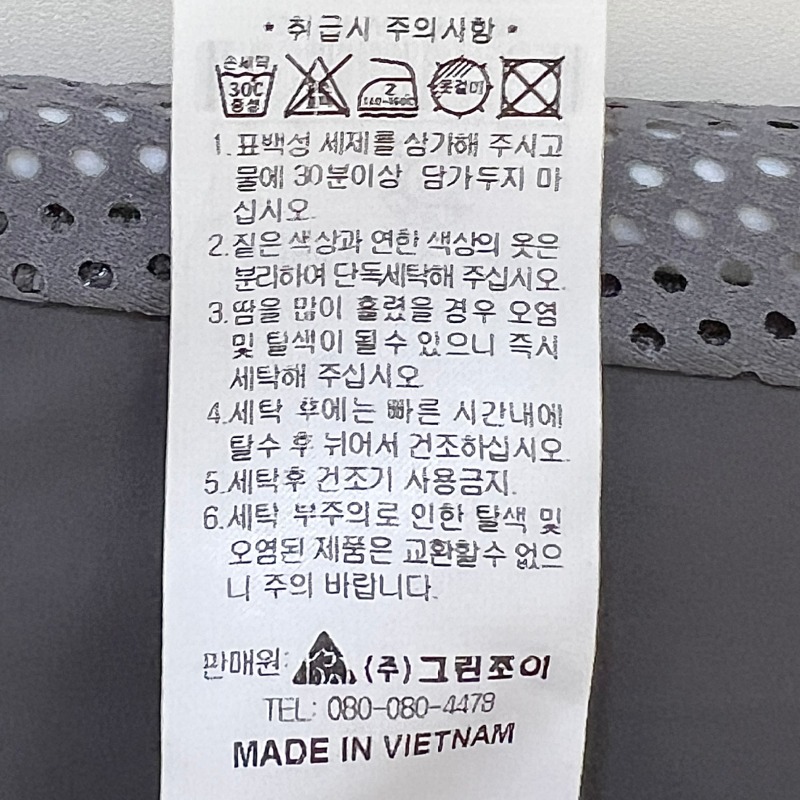 • 취급시 주의사항 •
손세탁
30C
중성
2
140-160C
옷걸이
1. 표백성 세제를 삼가해 주시고
물에 30분이상 담가두지 마
십시오.
2. 짙은 색상과 연한 색상의 옷은
분리하여 단독세탁해 주십시오.
3. 땀을 많이 흘렸을 경우 오염
및 탈색이 될수 있으니 즉시
세탁해 주십시오
4. 세탁 후에는 빠른 시간내에
탈수 후 뉘어서 건조하십시오.
5. 세탁후 건조기 사용금지.
6. 세탁 부주의로 인한 탈색 및
오염된 제품은 교환할수 없으
니 주의 바랍니다.
판매원: (주)그린조이
TEL: 080-080-4479
MADE IN VIETNAM